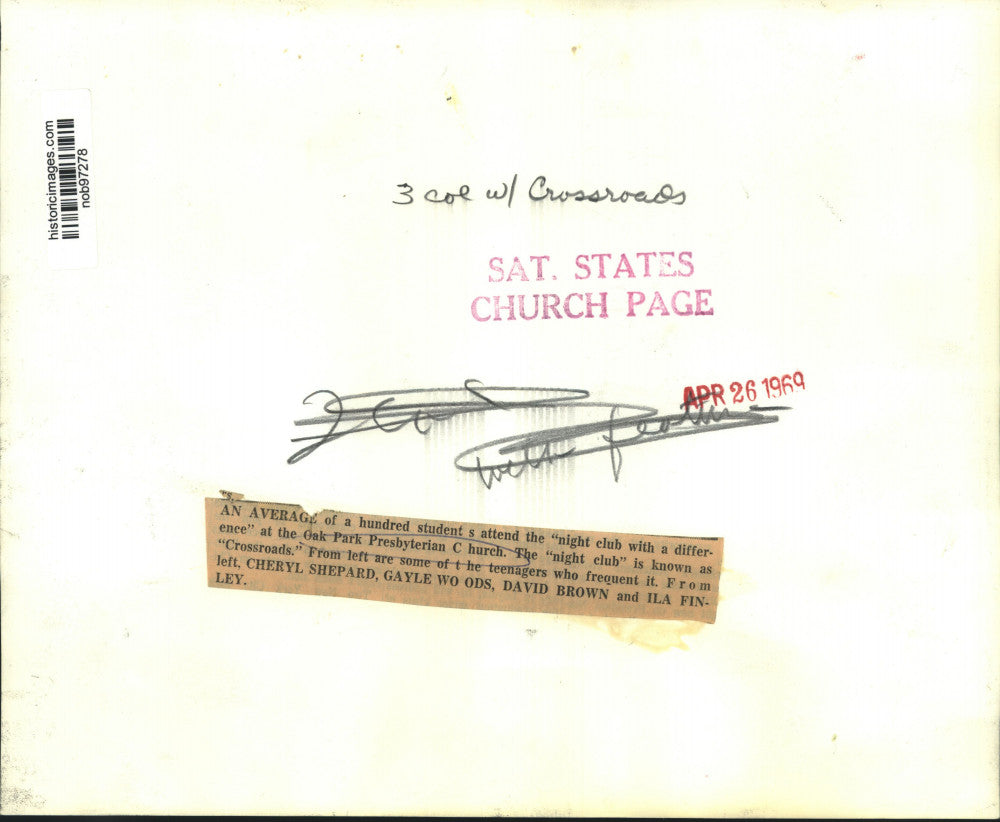 historicimages.com
nob97278
3 col w/ Crossroads
SAT. STATES
CHURCH PAGE
APR 26 1969
with feature
's,
AN AVERAGE of a hundred student s attend the “night club with a differ-
ence” at the Oak Park Presbyterian C hurch. The “night club” is known as
“Crossroads.” From left are some of t he teenagers who frequent it. F r o m
left, CHERYL SHEPARD, GAYLE WO ODS, DAVID BROWN and ILA FIN-
LEY.